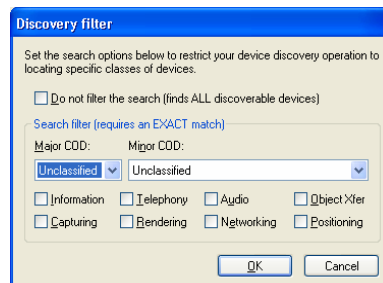 Discovery filter
Set the search options below to restrict your device discovery operation to
locating specific classes of devices.
Do not filter the search (finds ALL discoverable devices)
Search filter (requires an EXACT match)
Major COD: Minor COD:
Unclassified Unclassified
Information Telephony Audio Object Xfer
Capturing Rendering Networking Positioning
OK Cancel